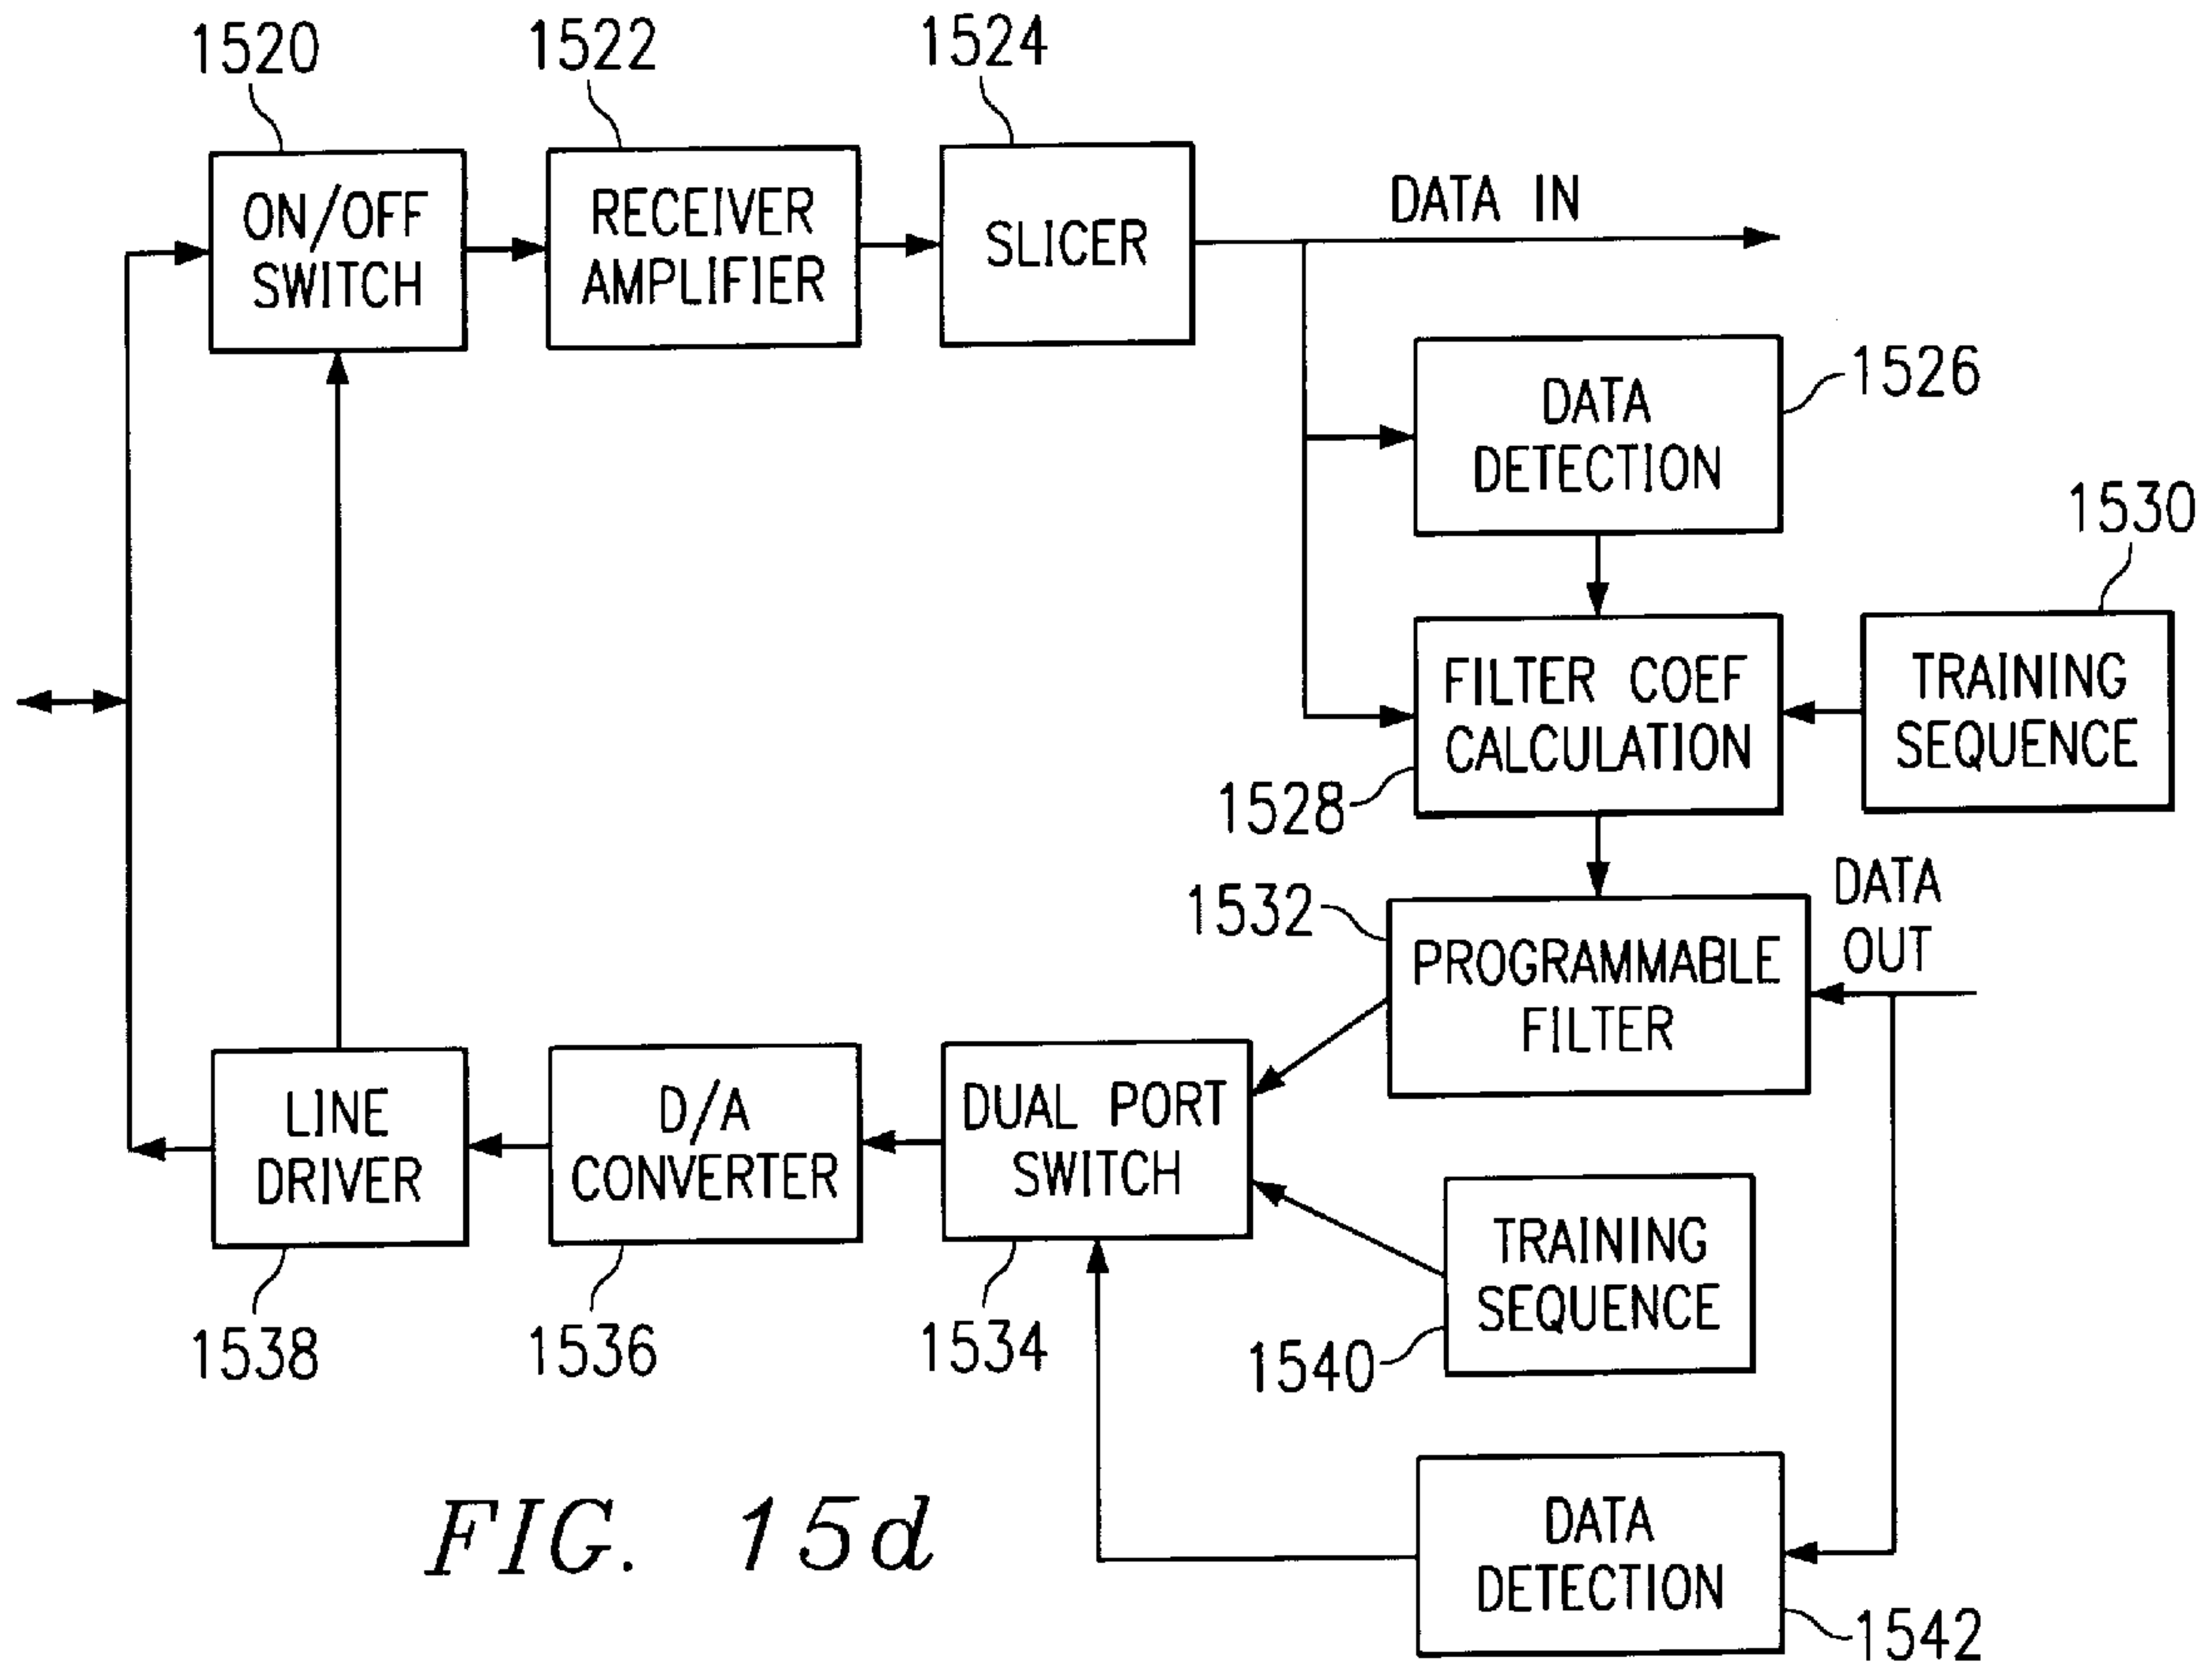 1520
1522
1524
ON/OFF
SWITCH
RECEIVER
AMPLIFIER
SLICER
DATA IN
DATA
DETECTION
1526
1530
FILTER COEF
CALCULATION
TRAINING
SEQUENCE
1528
1532
PROGRAMMABLE
FILTER
DATA
OUT
LINE
DRIVER
D/A
CONVERTER
DUAL PORT
SWITCH
TRAINING
SEQUENCE
1538
1536
1534
1540
DATA
DETECTION
1542
FIG. 15d